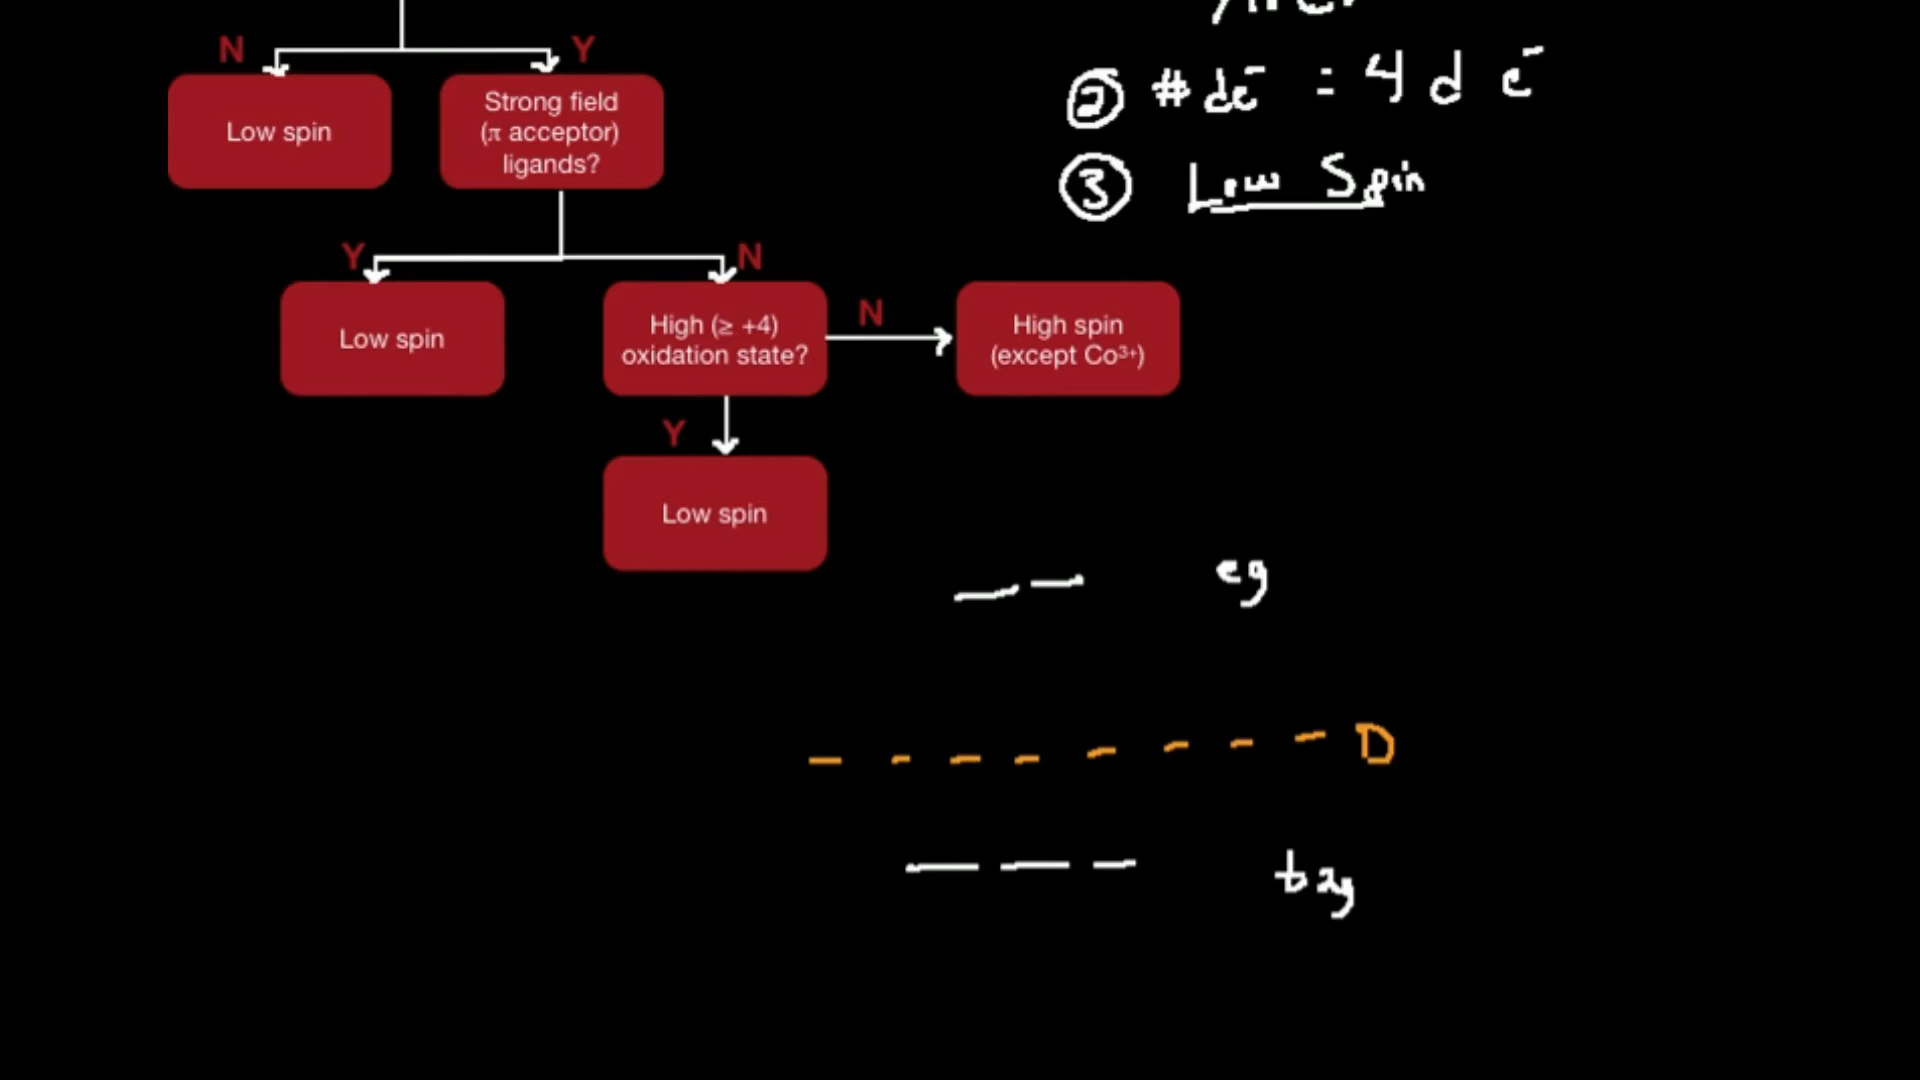 N
Y
Low spin
Strong field
(π acceptor)
ligands?
② # de⁻ = 4 d e⁻
③ Low Spin
Y
N
Low spin
High (≥ +4)
oxidation state?
N
High spin
(except Co³⁺)
Y
Low spin
eg
D
t2g